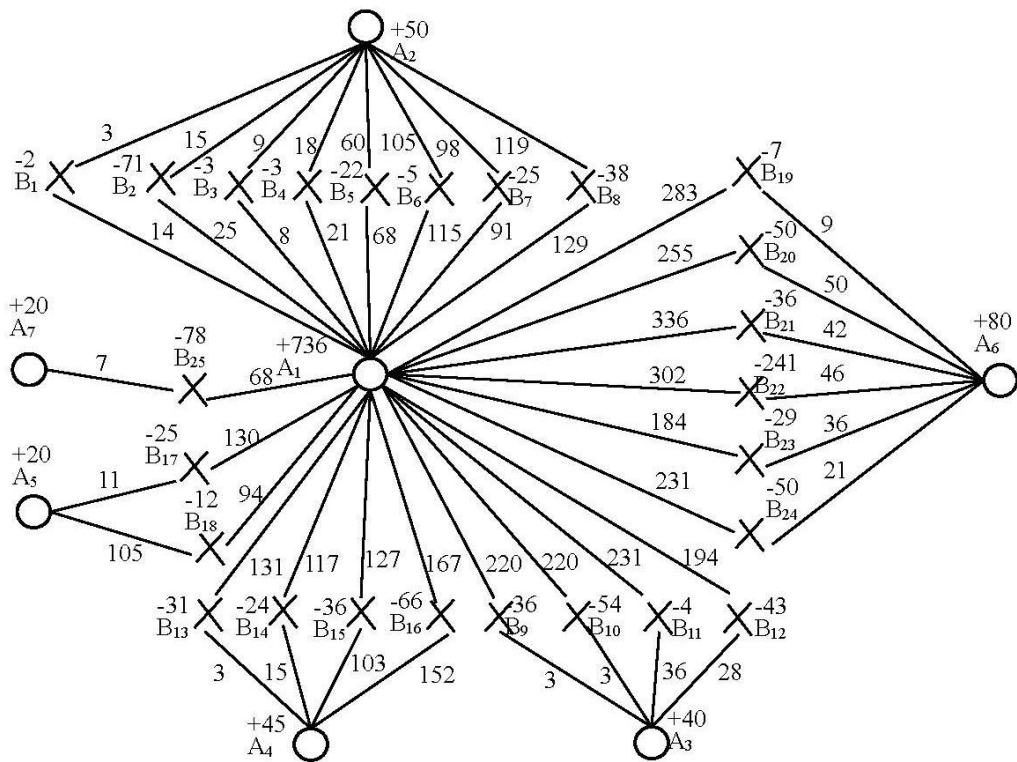 +50
A₂
3
15
9
18
60
105
98
119
-2
B₁
-71
B₂
-3
B₃
-3
B₄
-22
B₅
-5
B₆
-25
B₇
-38
B₈
-7
B₁₉
14
25
8
21
68
115
91
129
283
9
-50
B₂₀
255
50
+20
A₇
-78
B₂₅
7
68
+736
A₁
336
-36
B₂₁
42
+80
A₆
302
-241
B₂₂
46
184
-29
B₂₃
36
-25
B₁₇
130
+20
A₅
11
231
-50
B₂₄
21
-12
B₁₈
94
105
131
117
127
167
220
220
231
194
-31
B₁₃
-24
B₁₄
-36
B₁₅
-66
B₁₆
-36
B₉
-54
B₁₀
-4
B₁₁
-43
B₁₂
3
15
103
152
3
3
36
28
+45
A₄
+40
A₃